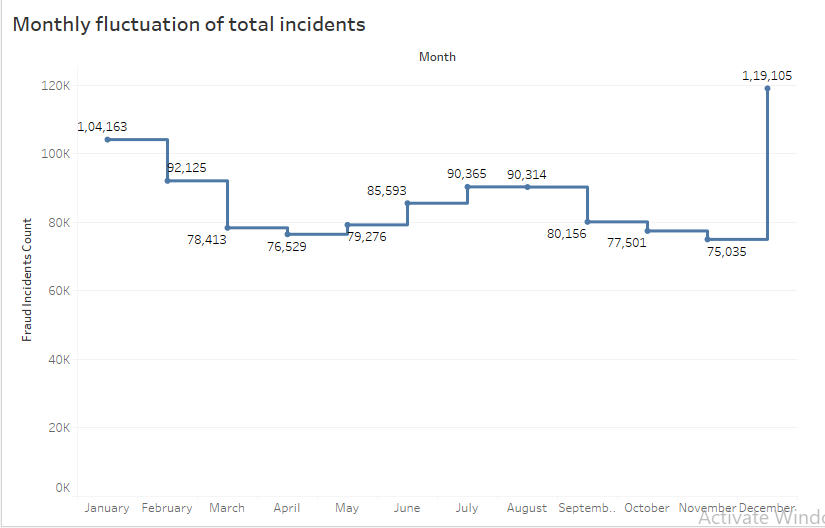 Monthly fluctuation of total incidents
Month
120K
100K
80K
60K
40K
20K
0K
Fraud Incidents Count
1,04,163
92,125
78,413
76,529
79,276
85,593
90,365
90,314
80,156
77,501
75,035
1,19,105
January February March April May June July August Septemb.. October November December
Activate Windo